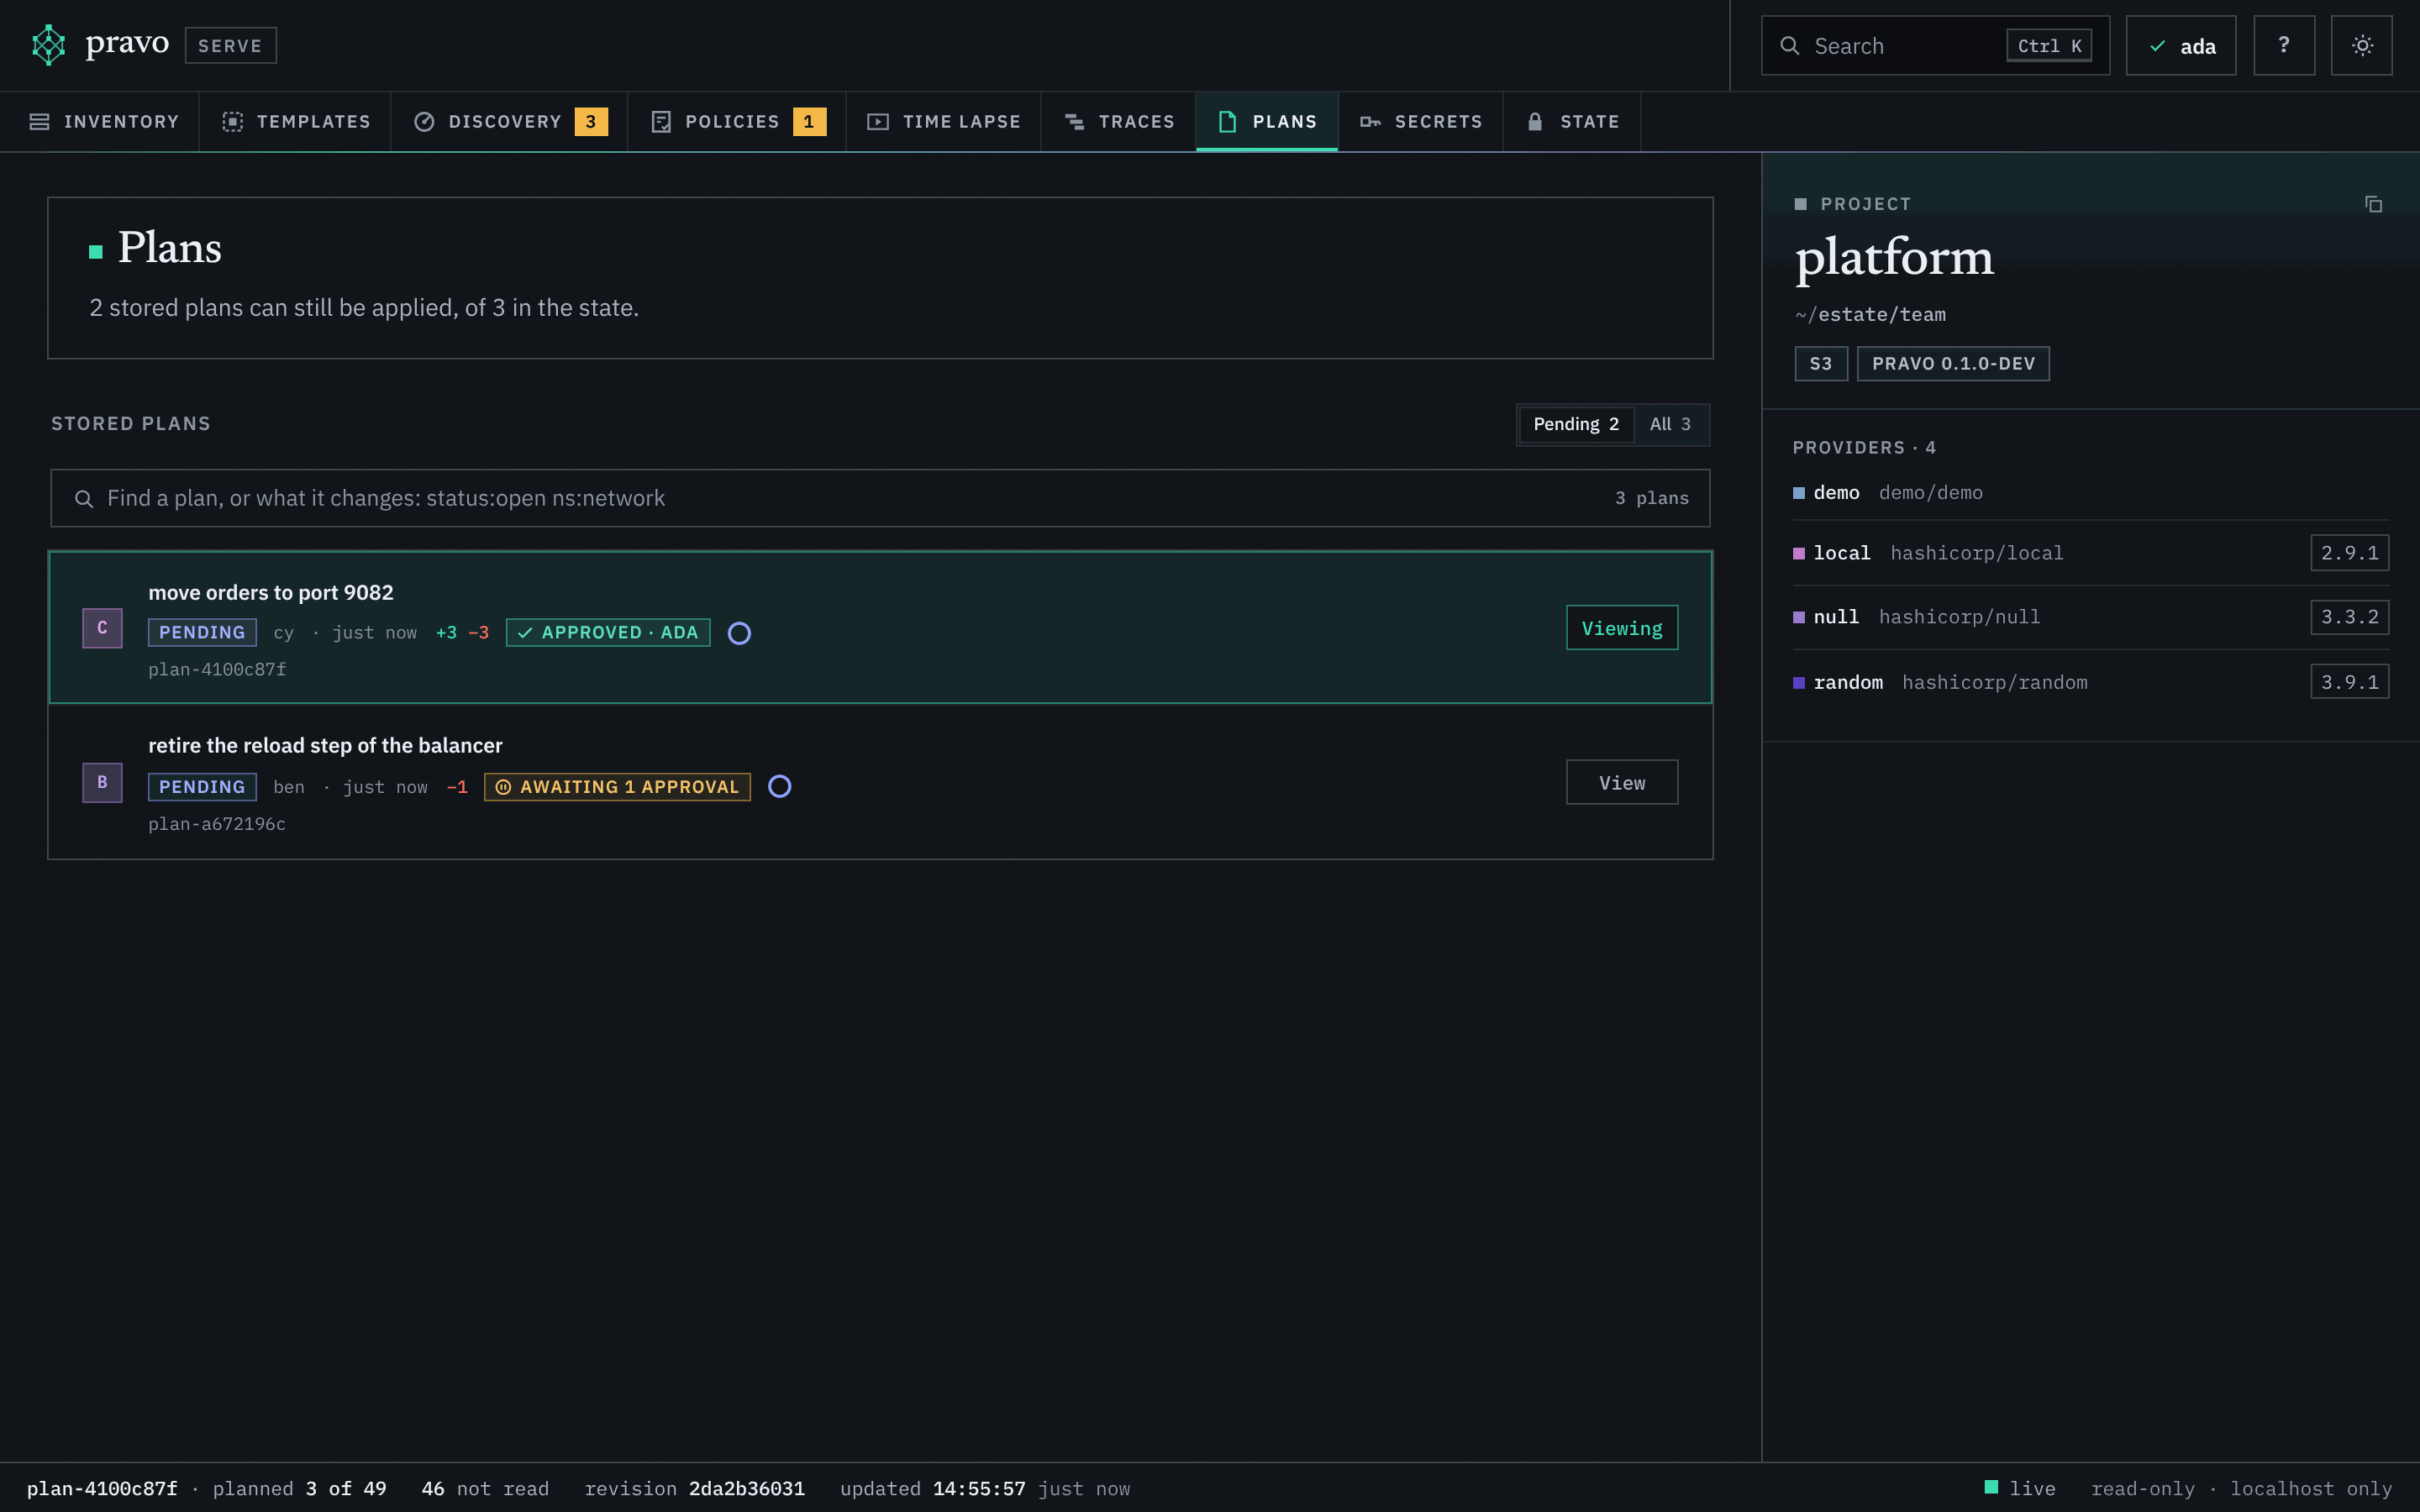 pravo SERVE
Search Ctrl K
ada
?
INVENTORY
TEMPLATES
DISCOVERY 3
POLICIES 1
TIME LAPSE
TRACES
PLANS
SECRETS
STATE
Plans
2 stored plans can still be applied, of 3 in the state.
STORED PLANS
Pending 2 All 3
Find a plan, or what it changes: status:open ns:network
3 plans
C
move orders to port 9082
PENDING cy · just now +3 −3 APPROVED · ADA
plan-4100c87f
Viewing
B
retire the reload step of the balancer
PENDING ben · just now −1 AWAITING 1 APPROVAL
plan-a672196c
View
PROJECT
platform
~/estate/team
S3 PRAVO 0.1.0-DEV
PROVIDERS · 4
demo demo/demo
local hashicorp/local 2.9.1
null hashicorp/null 3.3.2
random hashicorp/random 3.9.1
plan-4100c87f · planned 3 of 49 46 not read revision 2da2b36031 updated 14:55:57 just now
live read-only · localhost only